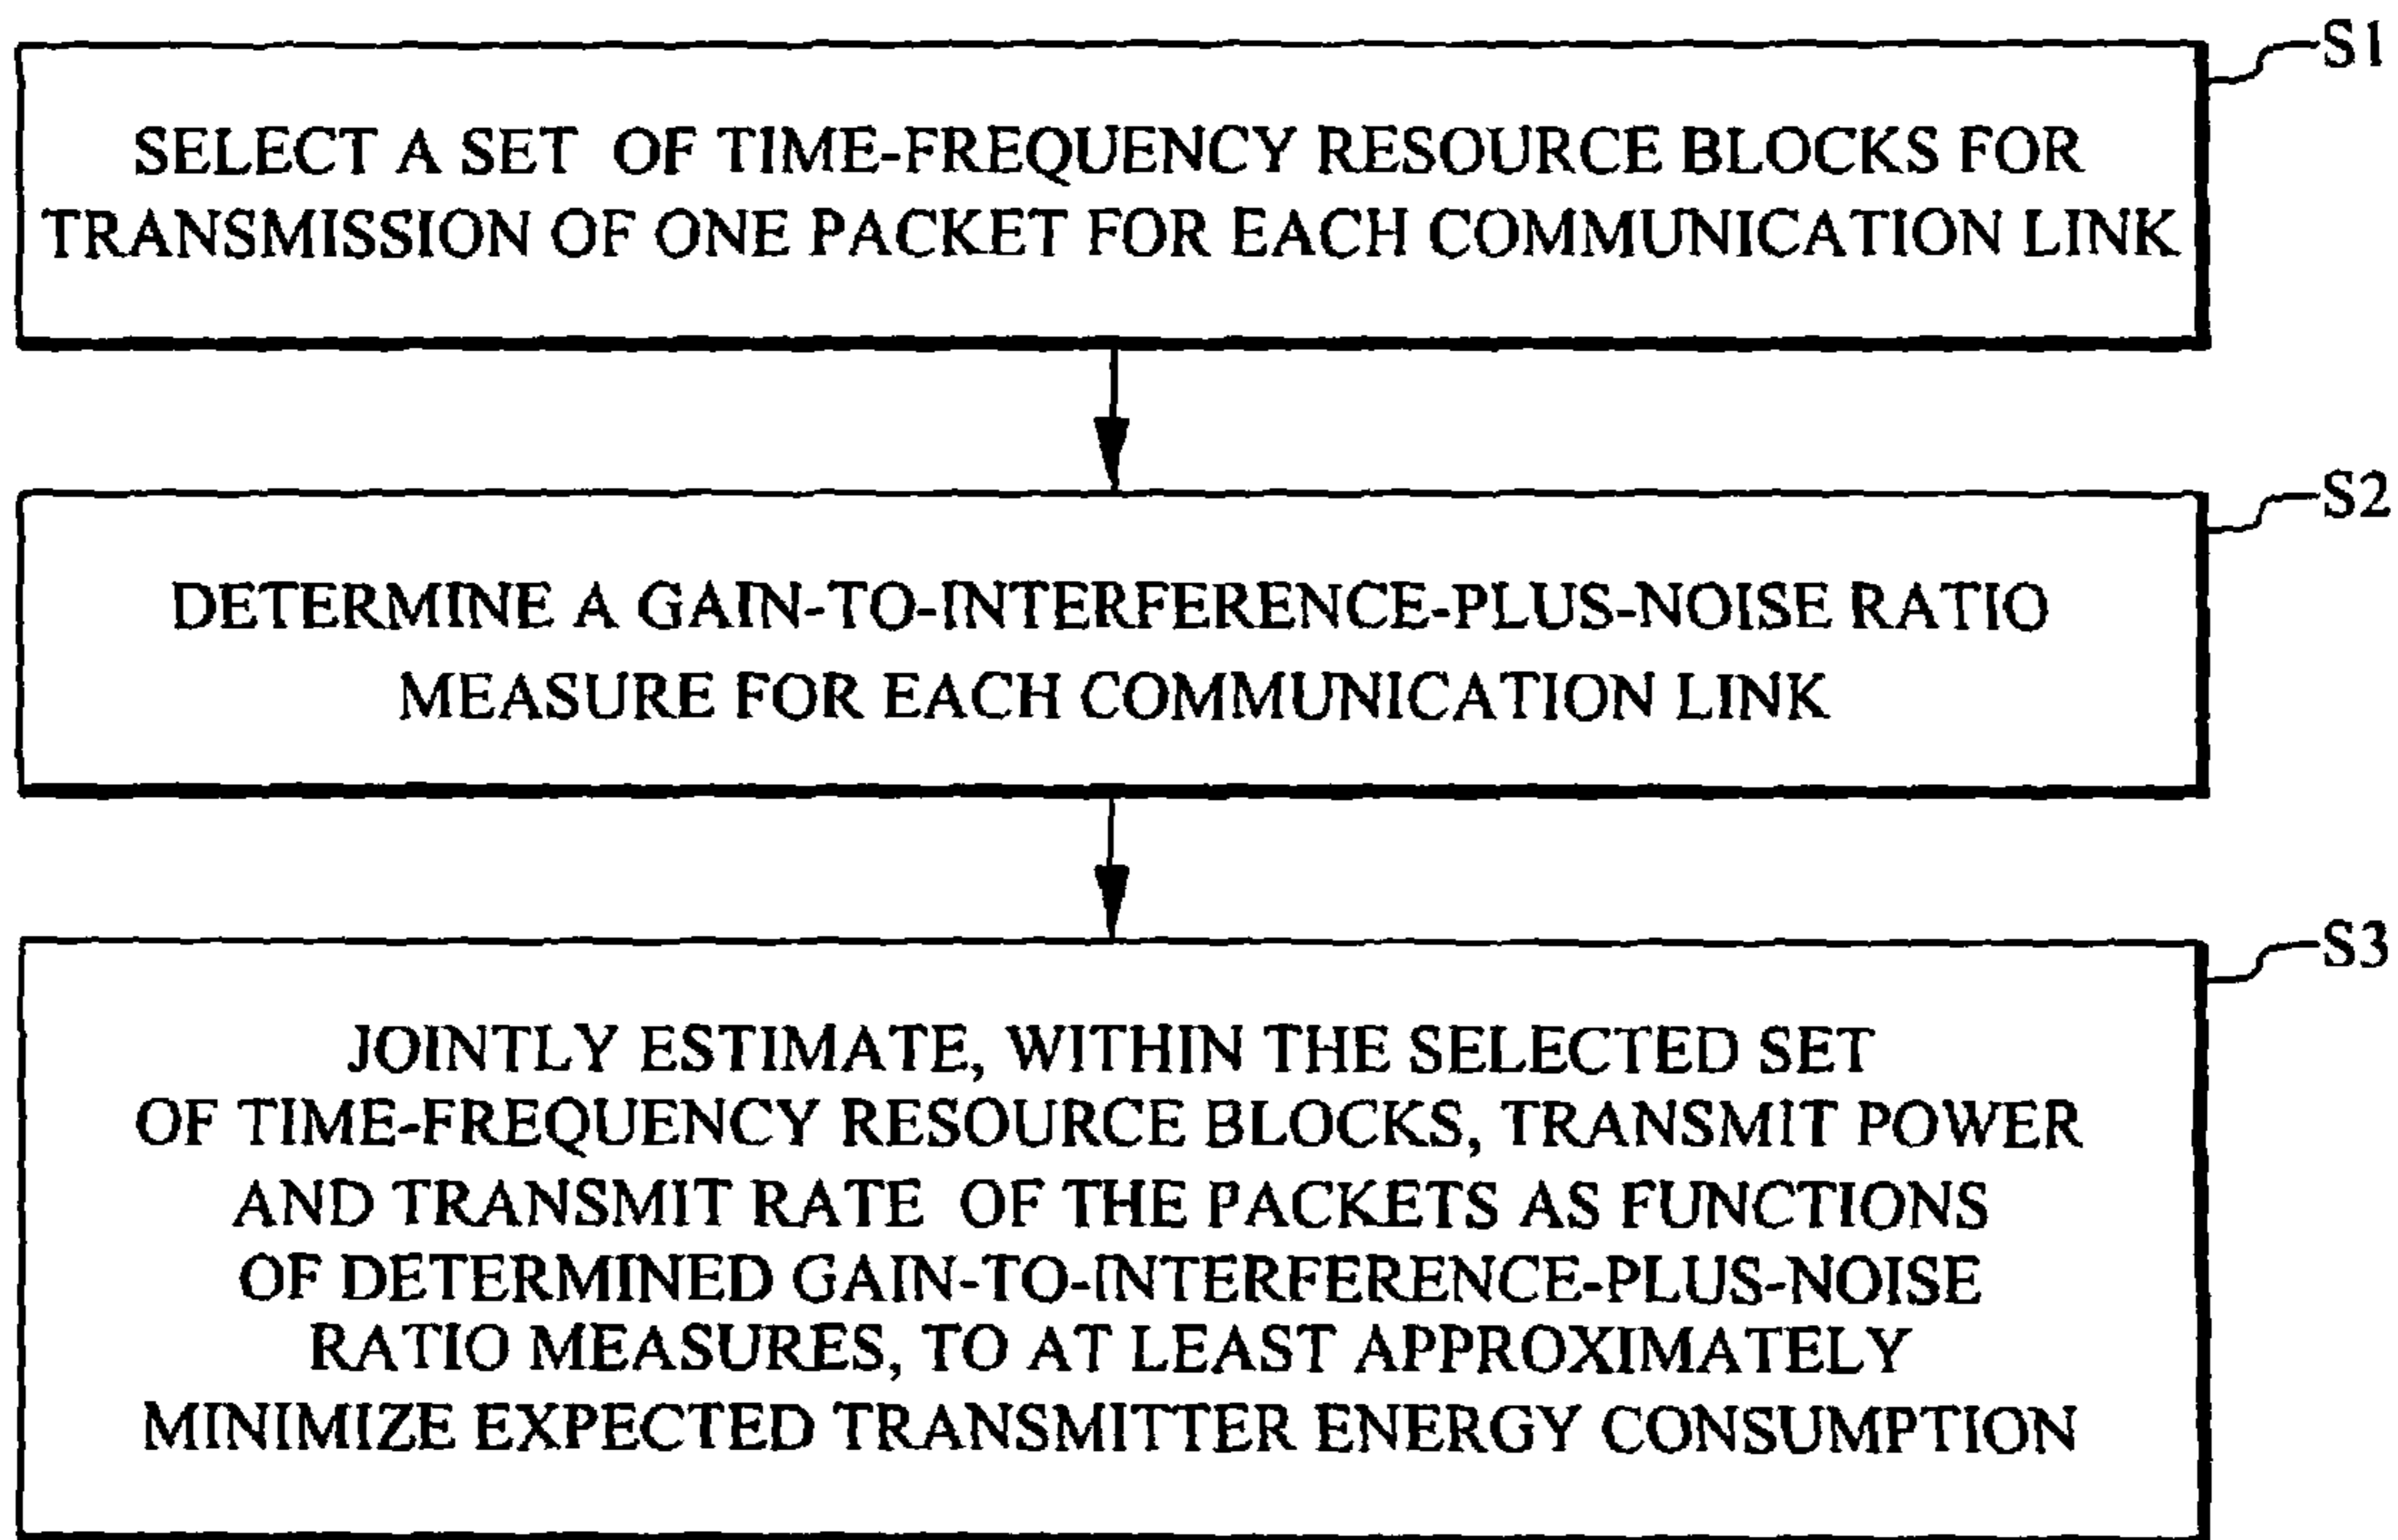 S1
SELECT A SET OF TIME-FREQUENCY RESOURCE BLOCKS FOR
TRANSMISSION OF ONE PACKET FOR EACH COMMUNICATION LINK
S2
DETERMINE A GAIN-TO-INTERFERENCE-PLUS-NOISE RATIO
MEASURE FOR EACH COMMUNICATION LINK
S3
JOINTLY ESTIMATE, WITHIN THE SELECTED SET
OF TIME-FREQUENCY RESOURCE BLOCKS, TRANSMIT POWER
AND TRANSMIT RATE OF THE PACKETS AS FUNCTIONS
OF DETERMINED GAIN-TO-INTERFERENCE-PLUS-NOISE
RATIO MEASURES, TO AT LEAST APPROXIMATELY
MINIMIZE EXPECTED TRANSMITTER ENERGY CONSUMPTION